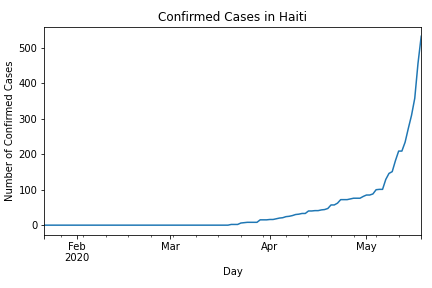 Confirmed Cases in Haiti
Number of Confirmed Cases
500
400
300
200
100
0
Feb Mar Apr May
2020
Day